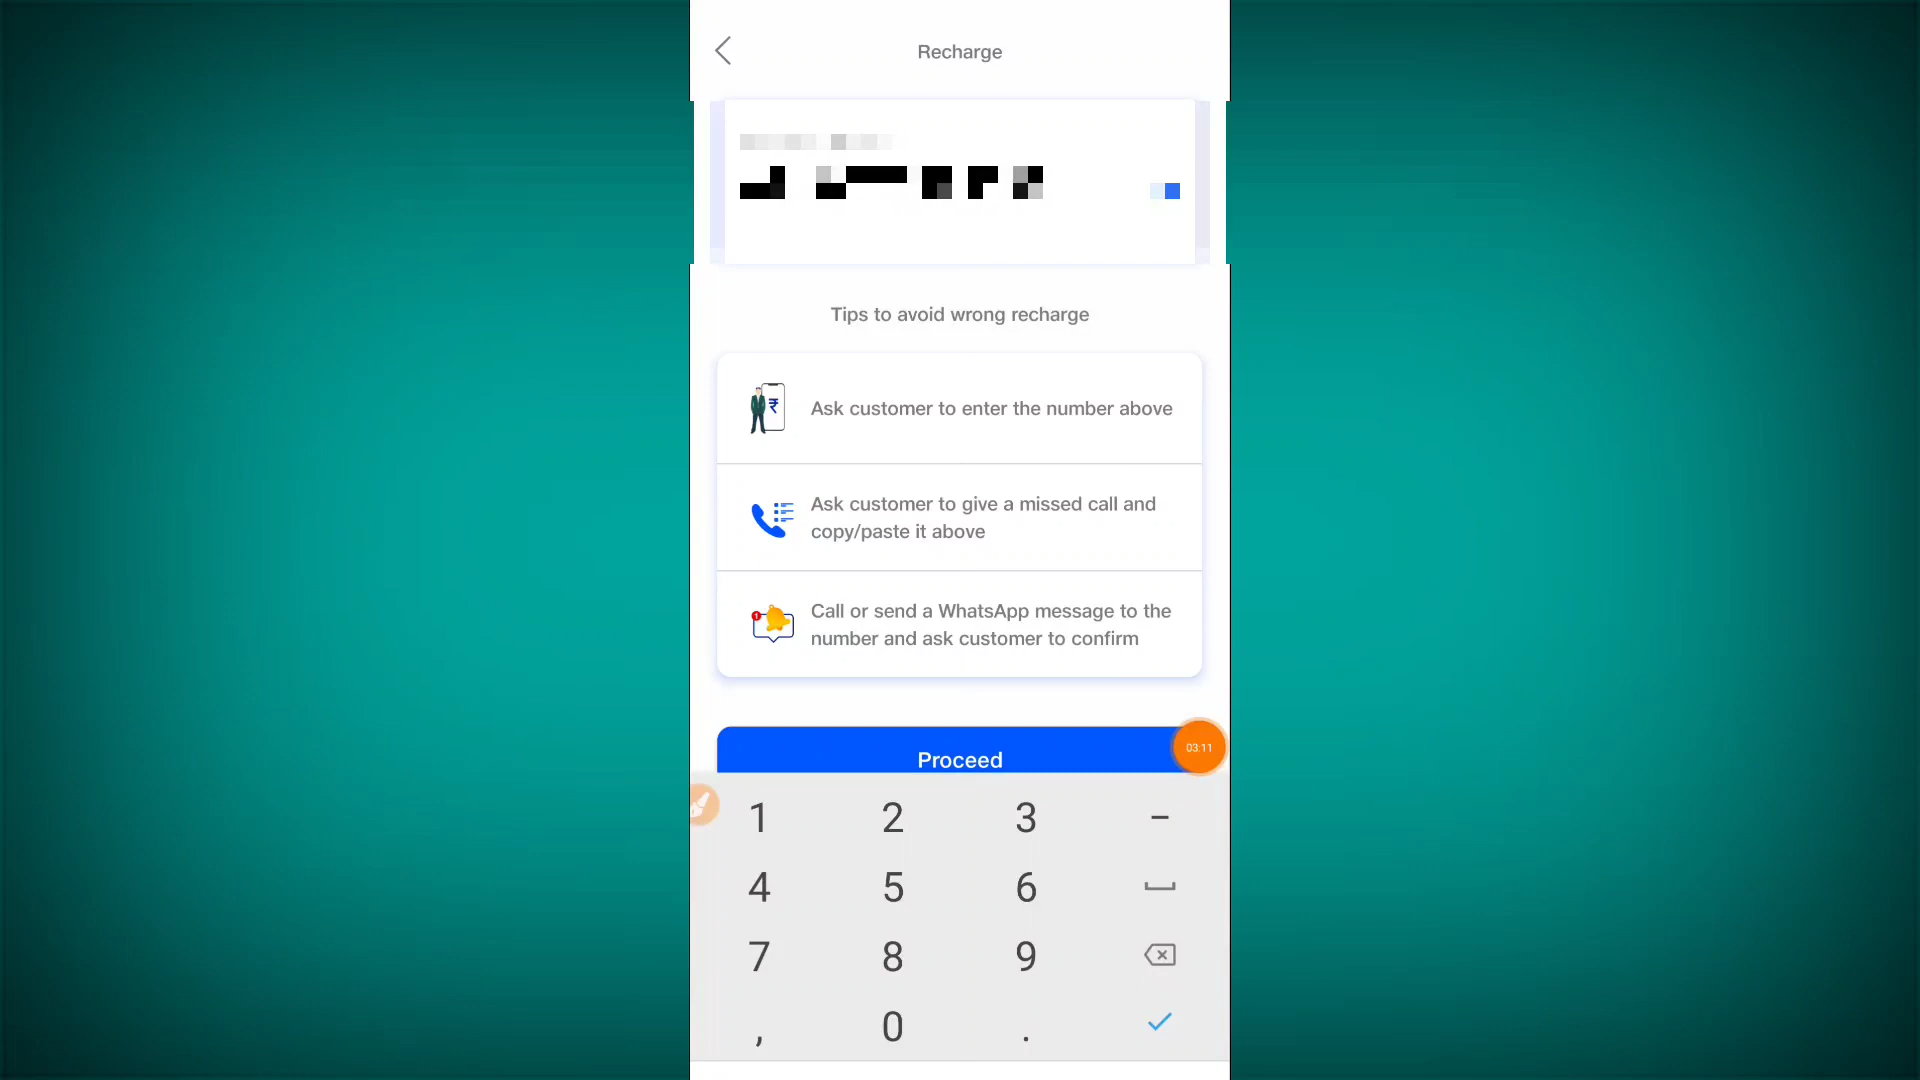 Recharge
Tips to avoid wrong recharge
₹
Ask customer to enter the number above
Ask customer to give a missed call and
copy/paste it above
1
Call or send a WhatsApp message to the
number and ask customer to confirm
Proceed
03:11
1 2 3 -
4 5 6
7 8 9
, 0 .